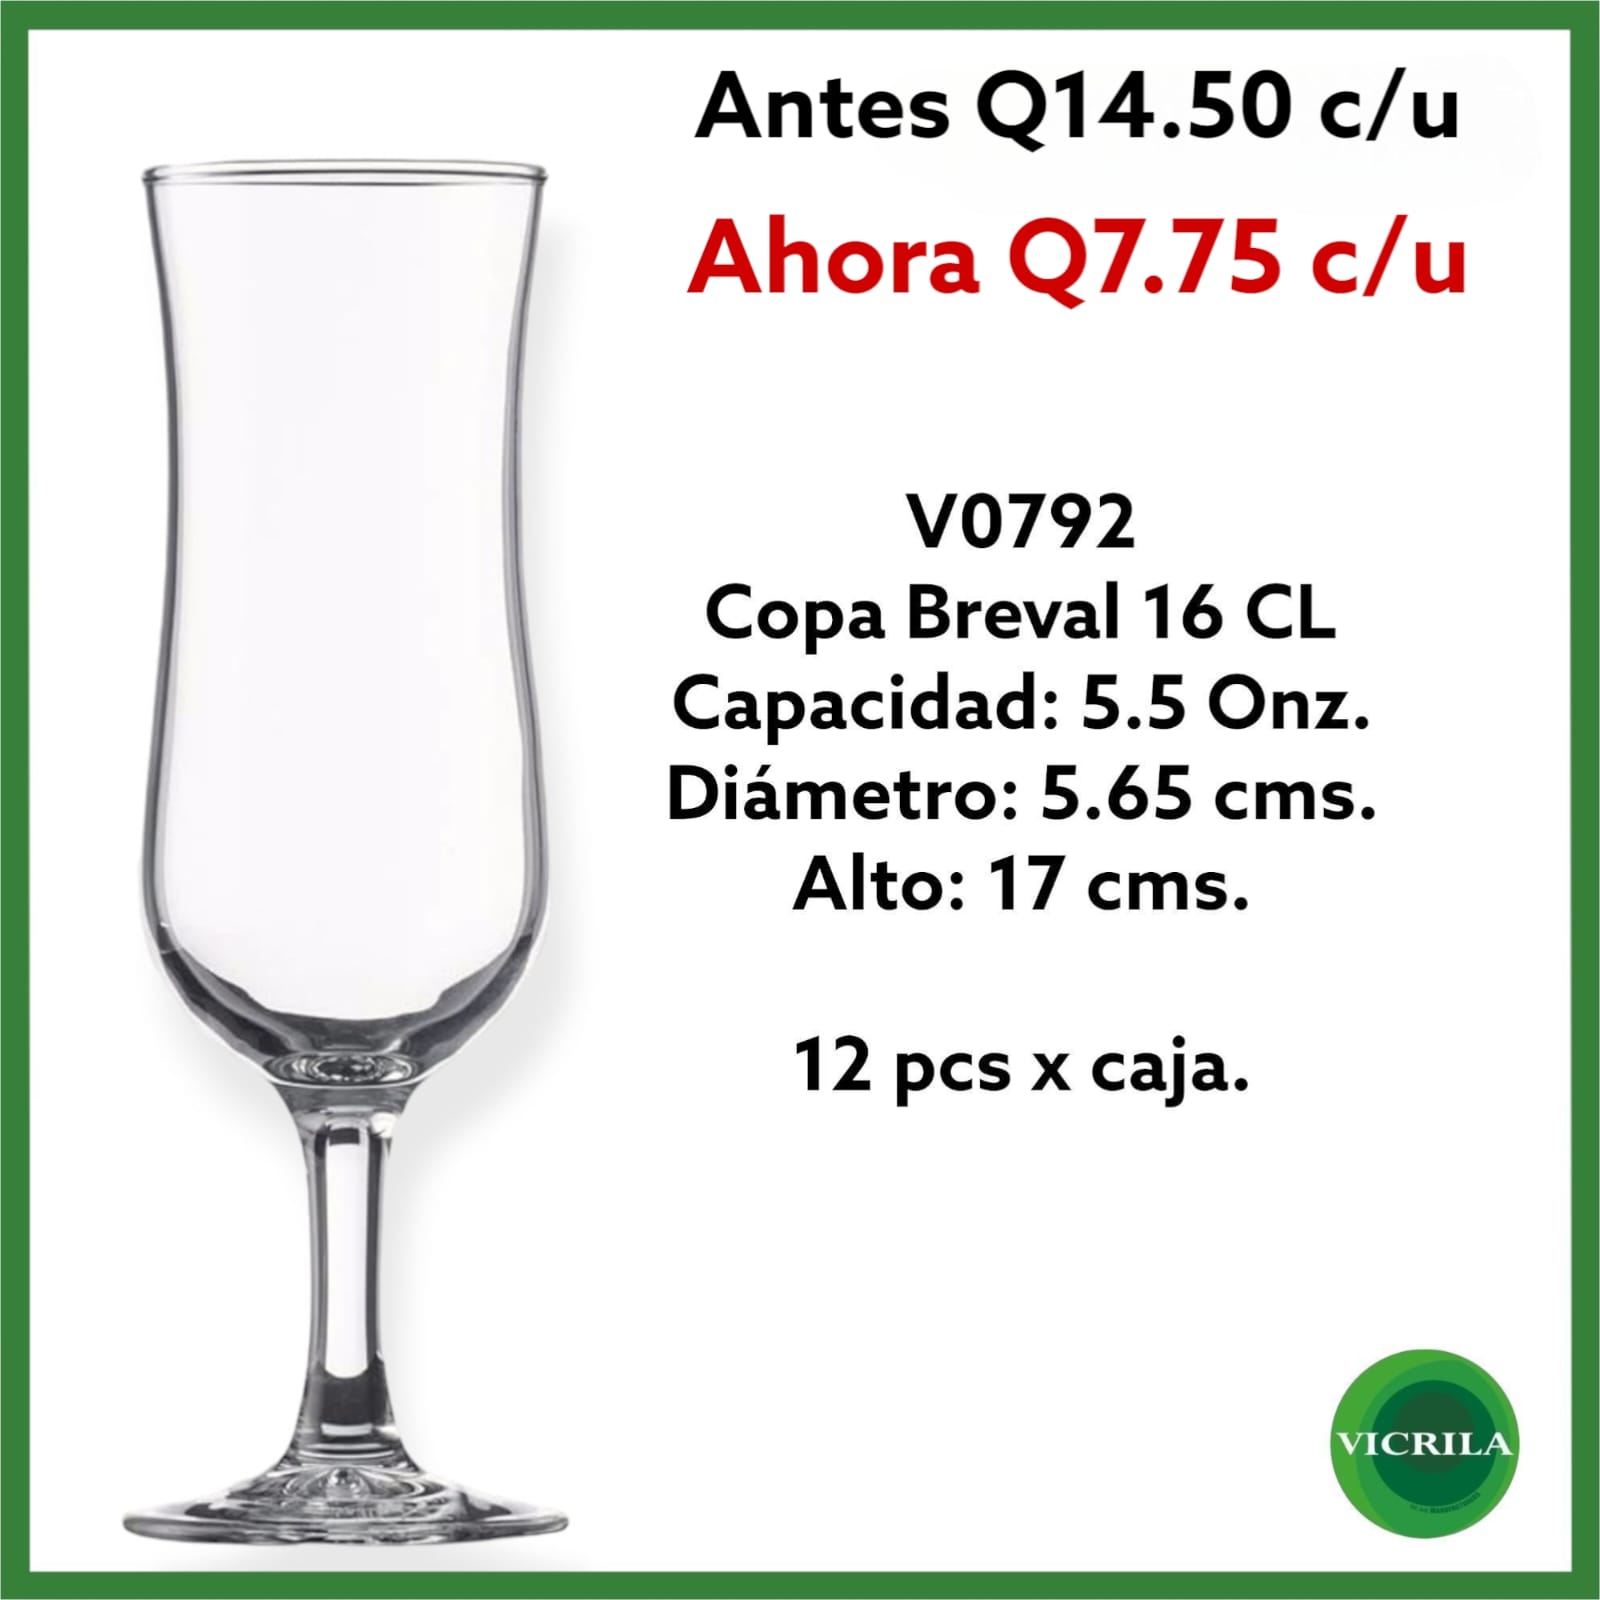 Antes Q14.50 c/u
Ahora Q7.75 c/u
V0792
Copa Breval 16 CL
Capacidad: 5.5 Onz.
Diámetro: 5.65 cms.
Alto: 17 cms.
12 pcs x caja.
VICRILA